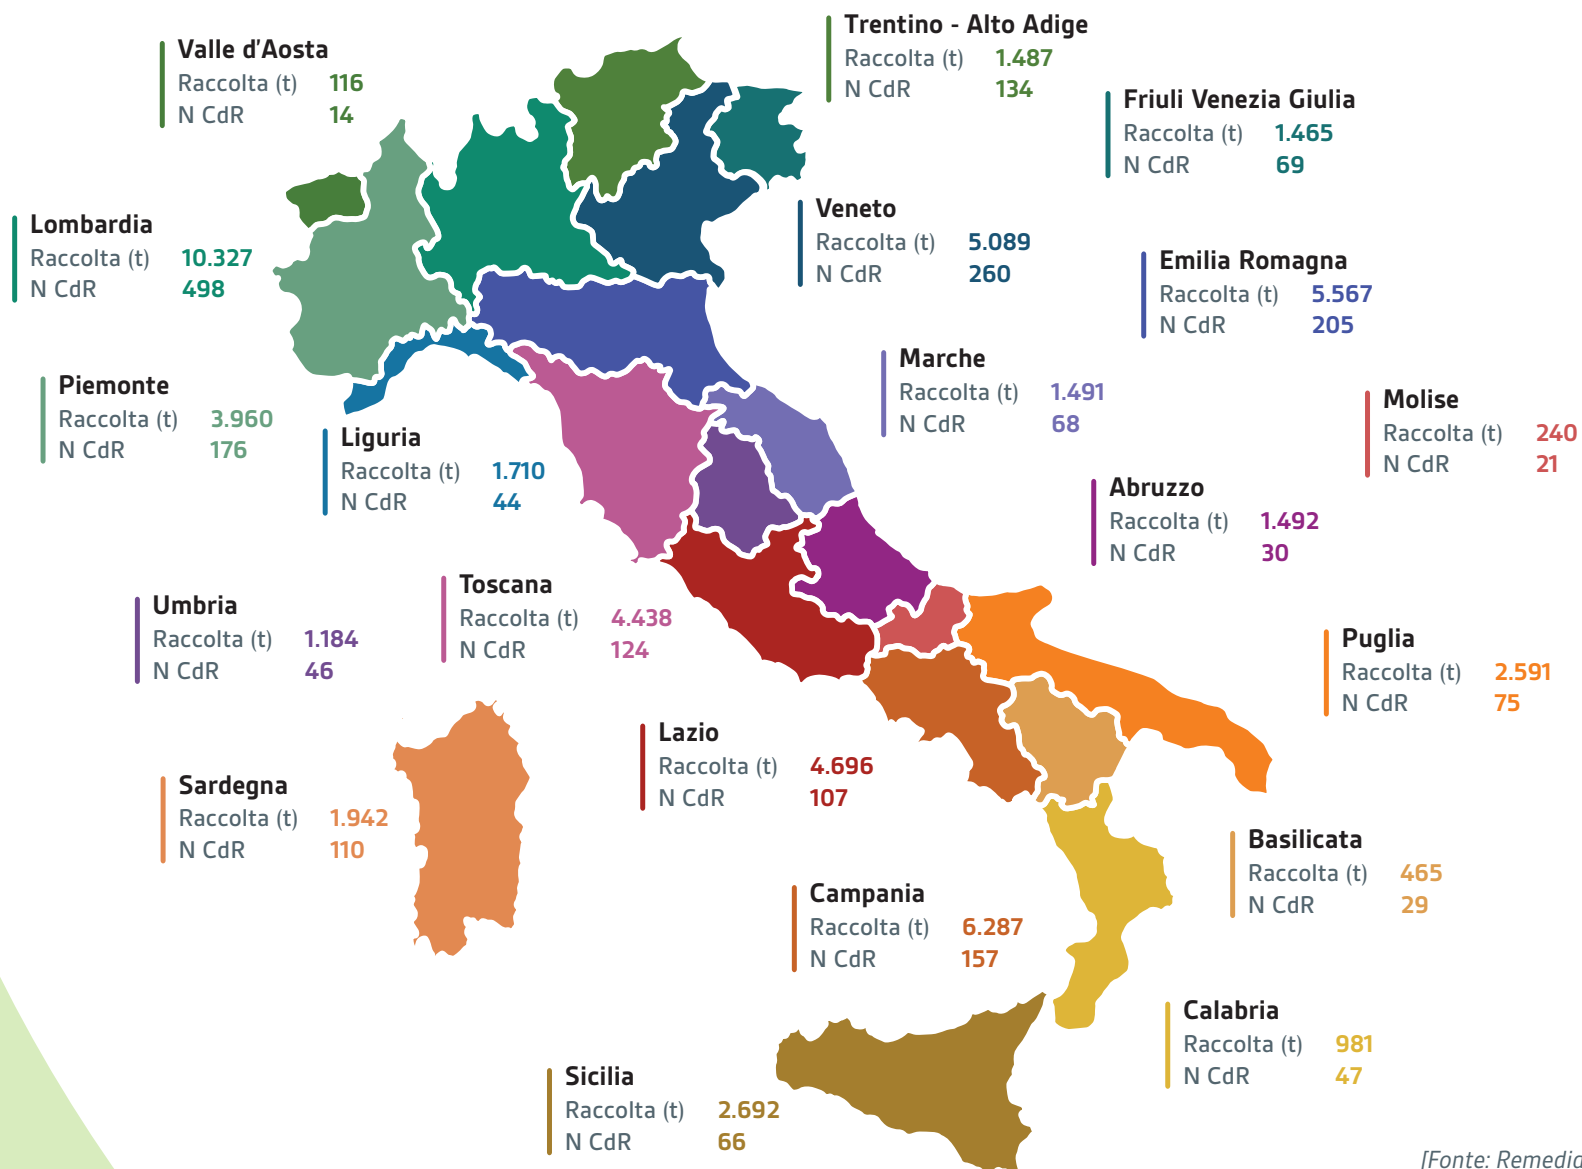 Valle d'Aosta
Raccolta (t) 116
N CdR 14
Trentino - Alto Adige
Raccolta (t) 1.487
N CdR 134
Friuli Venezia Giulia
Raccolta (t) 1.465
N CdR 69
Lombardia
Raccolta (t) 10.327
N CdR 498
Veneto
Raccolta (t) 5.089
N CdR 260
Emilia Romagna
Raccolta (t) 5.567
N CdR 205
Piemonte
Raccolta (t) 3.960
N CdR 176
Liguria
Raccolta (t) 1.710
N CdR 44
Marche
Raccolta (t) 1.491
N CdR 68
Molise
Raccolta (t) 240
N CdR 21
Abruzzo
Raccolta (t) 1.492
N CdR 30
Umbria
Raccolta (t) 1.184
N CdR 46
Toscana
Raccolta (t) 4.438
N CdR 124
Puglia
Raccolta (t) 2.591
N CdR 75
Lazio
Raccolta (t) 4.696
N CdR 107
Sardegna
Raccolta (t) 1.942
N CdR 110
Basilicata
Raccolta (t) 465
N CdR 29
Campania
Raccolta (t) 6.287
N CdR 157
Calabria
Raccolta (t) 981
N CdR 47
Sicilia
Raccolta (t) 2.692
N CdR 66
[Fonte: Remedia